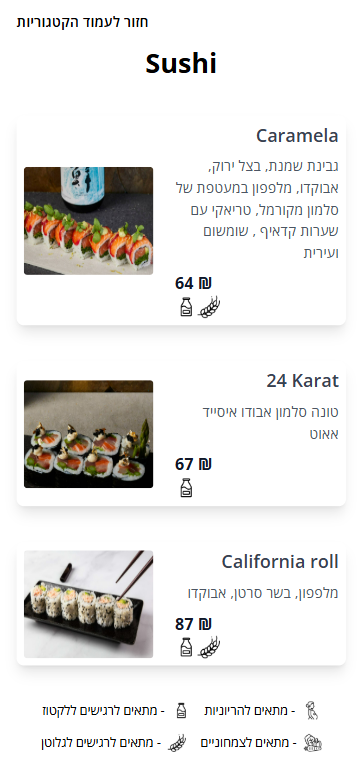 חזור לעמוד הקטגוריות
Sushi
Caramela
גבינת שמנת, בצל ירוק,
אבוקדו, מלפפון במעטפת של
סלמון מקורמל, טריאקי עם
שערות קדאיף , שומשום
ועירית
64 ₪
24 Karat
טונה סלמון אבודו איסייד
אאוט
67 ₪
California roll
מלפפון, בשר סרטן, אבוקדו
87 ₪
- מתאים להריוניות
- מתאים לרגישים ללקטוז
- מתאים לצמחוניים
- מתאים לרגישים לגלוטן